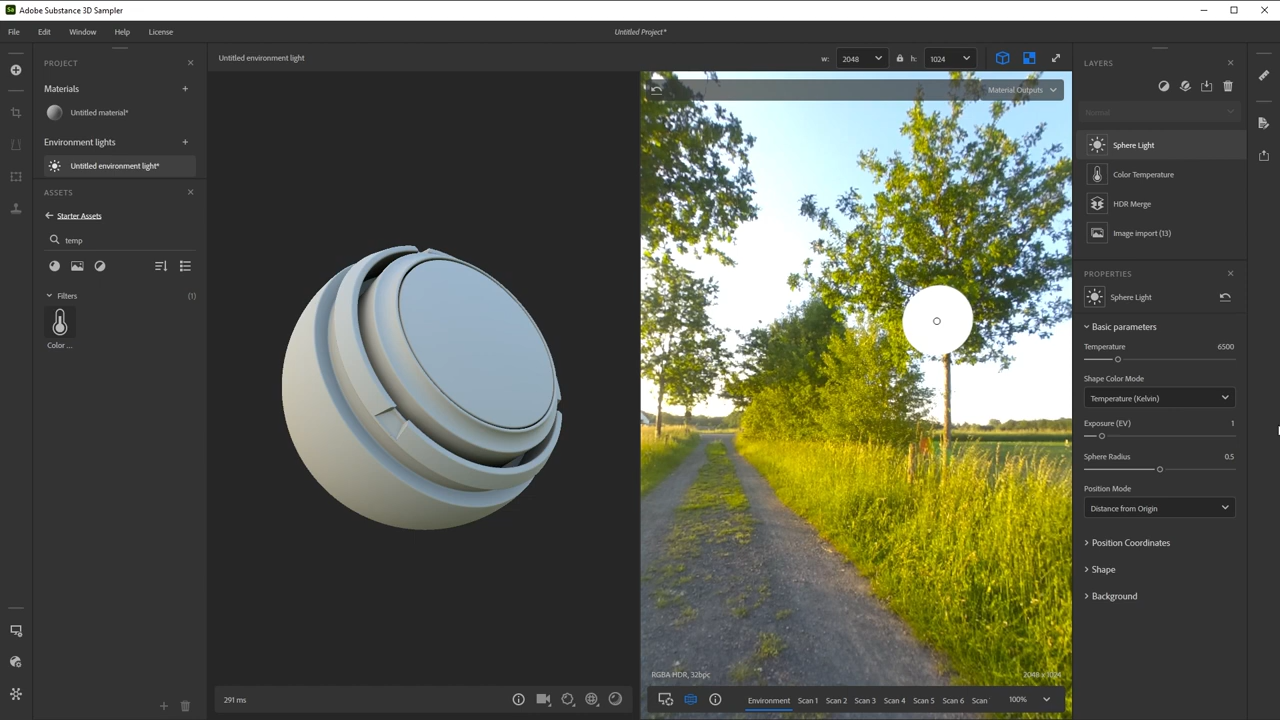 Sa Adobe Substance 3D Sampler
File Edit Window Help License Untitled Project*
PROJECT
Materials
Untitled material*
Environment lights
Untitled environment light*
ASSETS
Starter Assets
temp
Filters (1)
Color ...
Untitled environment light w: 2048 h: 1024
Material Outputs
RGBA HDR, 32bpc 2048 x 1024
291 ms
Environment Scan 1 Scan 2 Scan 3 Scan 4 Scan 5 Scan 6 Scan 100%
LAYERS
Normal
Sphere Light
Color Temperature
HDR Merge
Image import (13)
PROPERTIES
Sphere Light
Basic parameters
Temperature 6500
Shape Color Mode
Temperature (Kelvin)
Exposure (EV) 1
Sphere Radius 0.5
Position Mode
Distance from Origin
Position Coordinates
Shape
Background